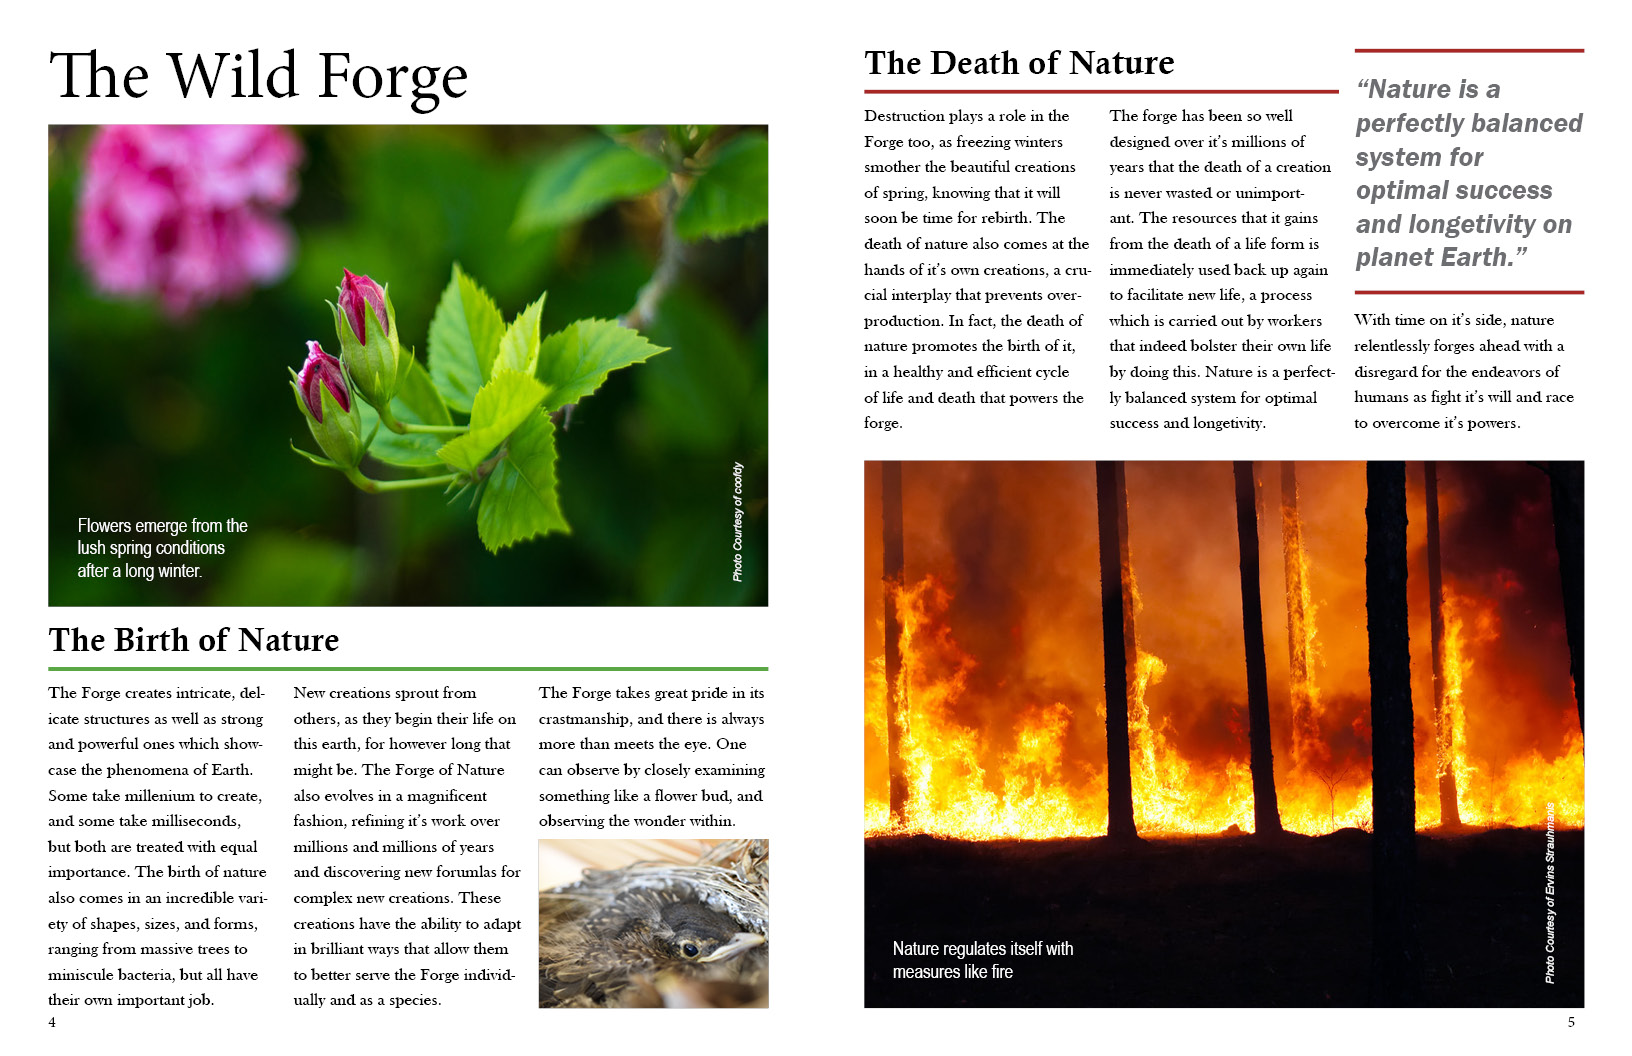 The Wild Forge
Flowers emerge from the
lush spring conditions
after a long winter.
Photo Courtesy of coofdy
The Birth of Nature
The Forge creates intricate, del-
icate structures as well as strong
and powerful ones which show-
case the phenomena of Earth.
Some take millenium to create,
and some take milliseconds,
but both are treated with equal
importance. The birth of nature
also comes in an incredible vari-
ety of shapes, sizes, and forms,
ranging from massive trees to
miniscule bacteria, but all have
their own important job.
New creations sprout from
others, as they begin their life on
this earth, for however long that
might be. The Forge of Nature
also evolves in a magnificent
fashion, refining it’s work over
millions and millions of years
and discovering new forumlas for
complex new creations. These
creations have the ability to adapt
in brilliant ways that allow them
to better serve the Forge individ-
ually and as a species.
The Forge takes great pride in its
crastmanship, and there is always
more than meets the eye. One
can observe by closely examining
something like a flower bud, and
observing the wonder within.
4
The Death of Nature
Destruction plays a role in the
Forge too, as freezing winters
smother the beautiful creations
of spring, knowing that it will
soon be time for rebirth. The
death of nature also comes at the
hands of it’s own creations, a cru-
cial interplay that prevents over-
production. In fact, the death of
nature promotes the birth of it,
in a healthy and efficient cycle
of life and death that powers the
forge.
The forge has been so well
designed over it’s millions of
years that the death of a creation
is never wasted or unimport-
ant. The resources that it gains
from the death of a life form is
immediately used back up again
to facilitate new life, a process
which is carried out by workers
that indeed bolster their own life
by doing this. Nature is a perfect-
ly balanced system for optimal
success and longetivity.
“Nature is a
perfectly balanced
system for
optimal success
and longetivity on
planet Earth.”
With time on it’s side, nature
relentlessly forges ahead with a
disregard for the endeavors of
humans as fight it’s will and race
to overcome it’s powers.
Nature regulates itself with
measures like fire
Photo Courtesy of Ervins Strauhmanis
5